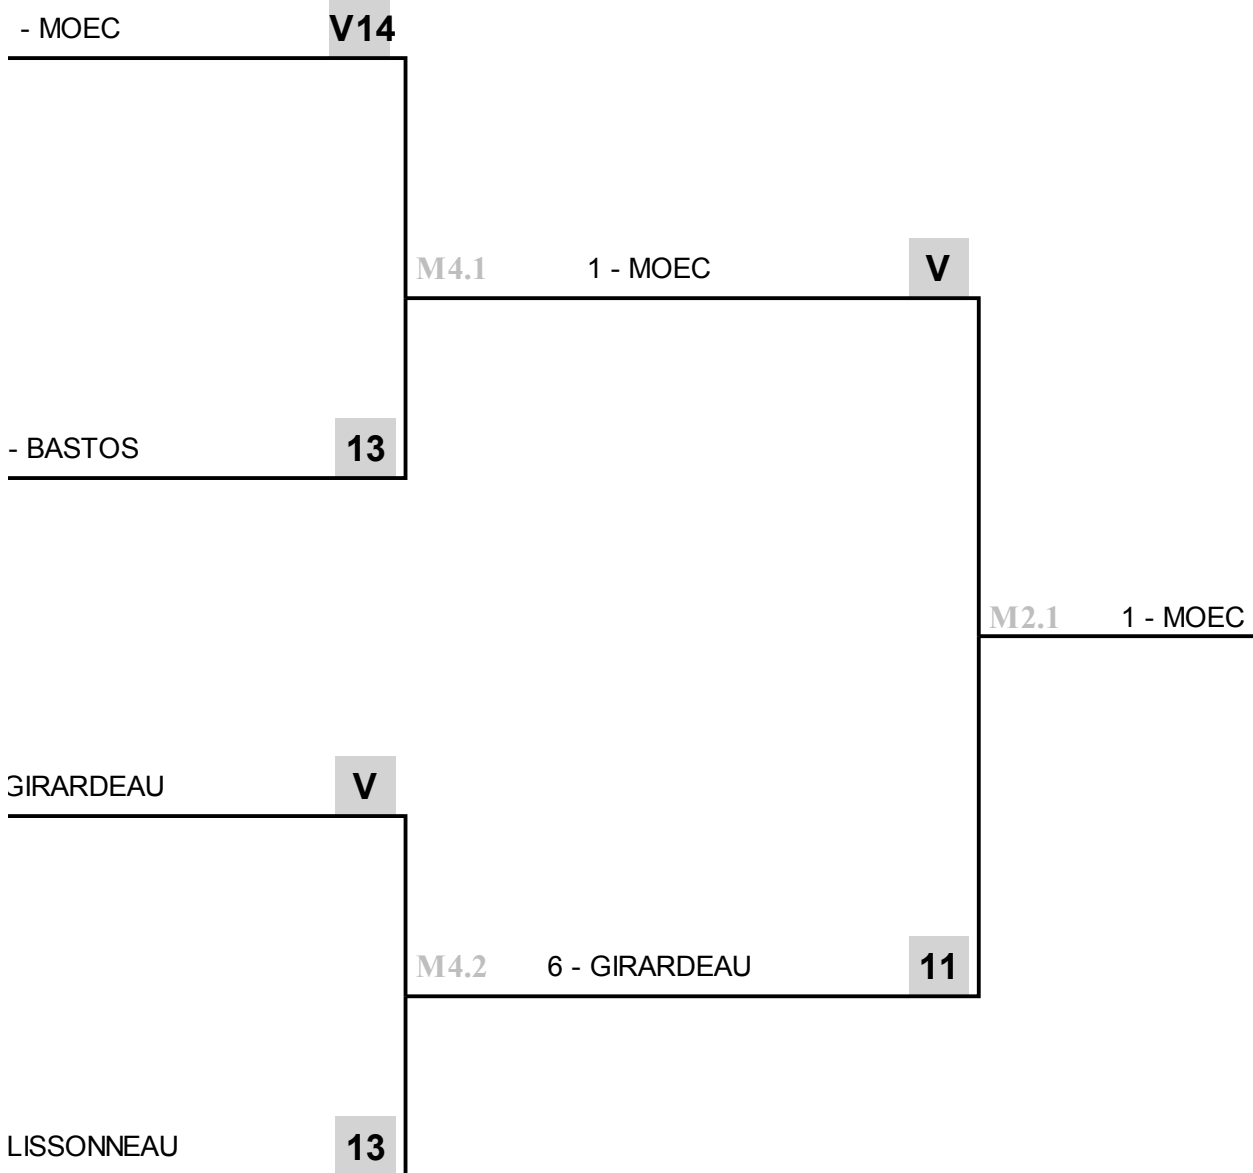 - MOEC V14
M4.1 1 - MOEC V
- BASTOS 13
M2.1 1 - MOEC
GIRARDEAU V
M4.2 6 - GIRARDEAU 11
LISSONNEAU 13